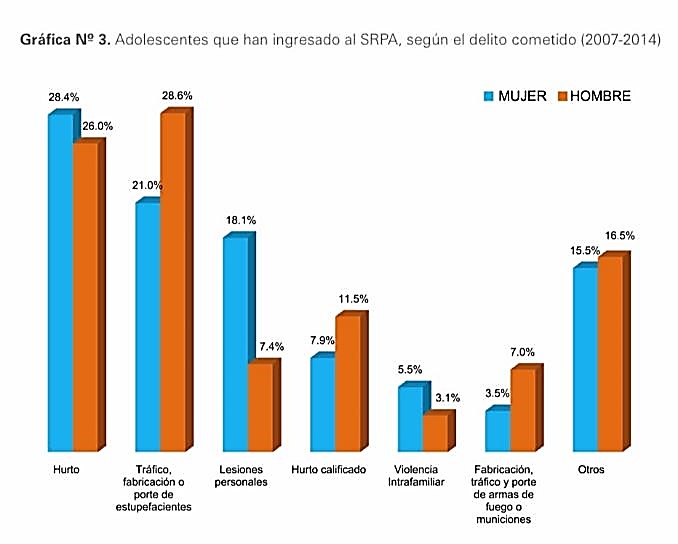 Gráfica Nº 3. Adolescentes que han ingresado al SRPA, según el delito cometido (2007-2014)
MUJER HOMBRE
28.4%
26.0%
21.0%
28.6%
18.1%
7.4%
7.9%
11.5%
5.5%
3.1%
3.5%
7.0%
15.5%
16.5%
Hurto
Tráfico,
fabricación o
porte de
estupefacientes
Lesiones
personales
Hurto calificado
Violencia
Intrafamiliar
Fabricación,
tráfico y porte
de armas de
fuego o
municiones
Otros